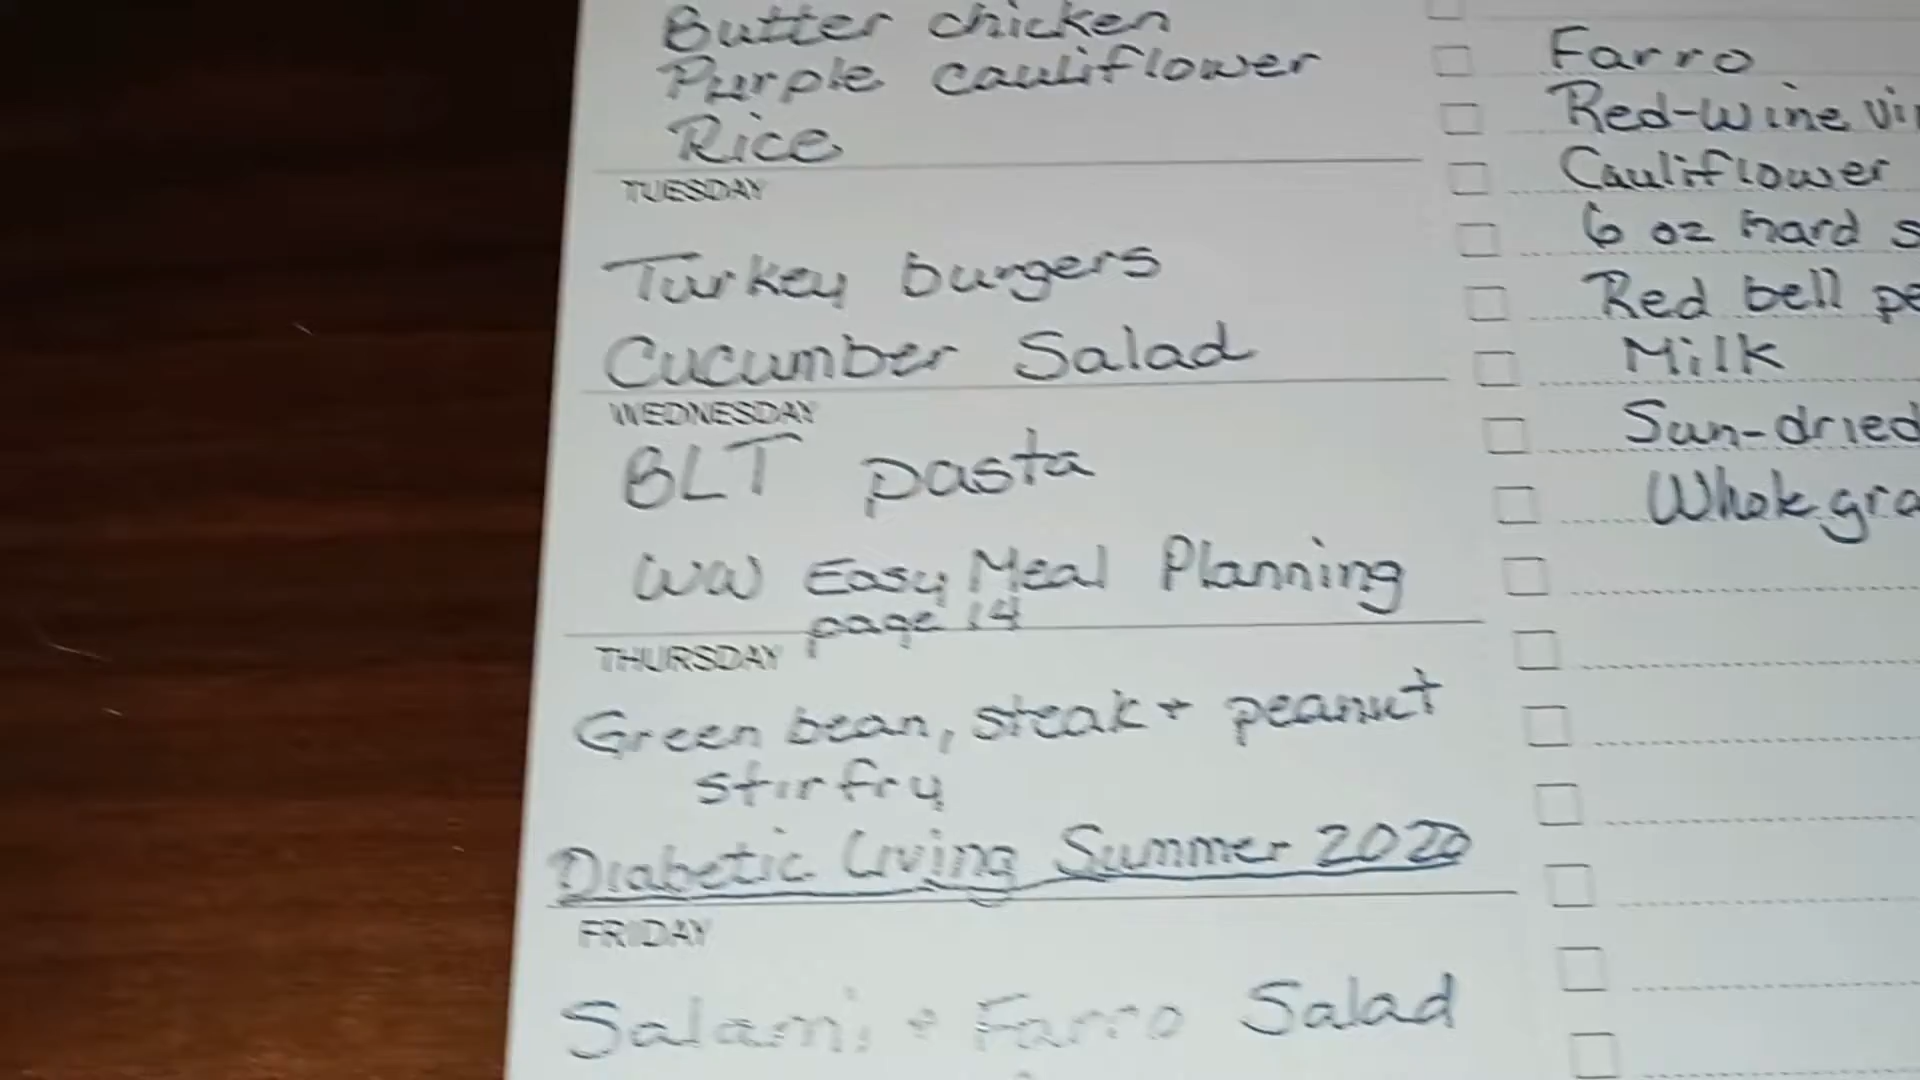 Butter chicken
Purple cauliflower
Rice
TUESDAY
Turkey burgers
Cucumber Salad
WEDNESDAY
BLT pasta
WW Easy Meal Planning
page 14
THURSDAY
Green bean, steak + peanut
stir fry
Diabetic Living Summer 2020
FRIDAY
Salami + Farro Salad
Farro
Red-wine
Cauliflower
6 oz hard
Red bell
Milk
Sun-dried